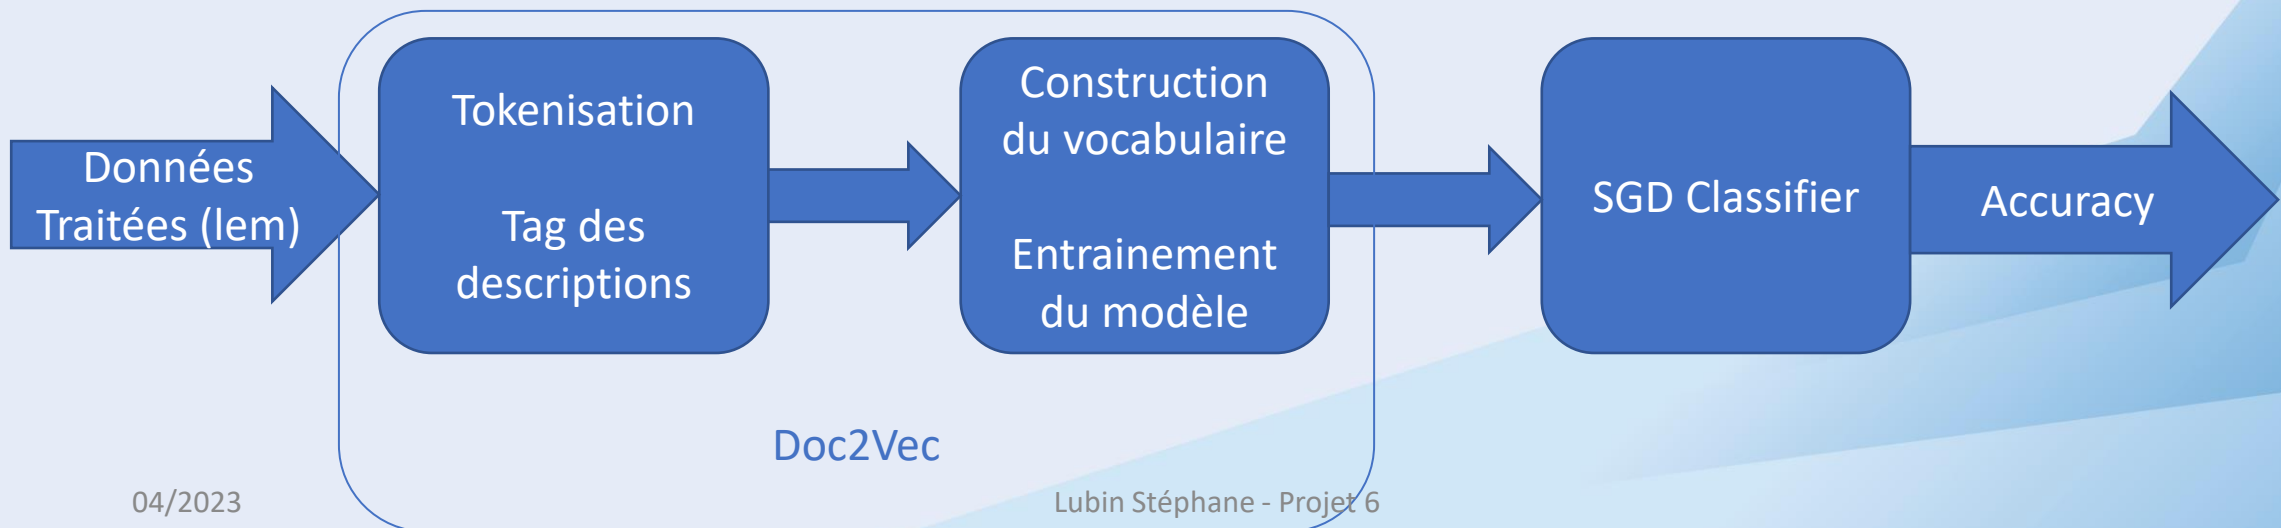 Données
Traitées (lem)
Tokenisation
Tag des
descriptions
Construction
du vocabulaire
Entrainement
du modèle
SGD Classifier
Accuracy
Doc2Vec
04/2023
Lubin Stéphane - Projet 6